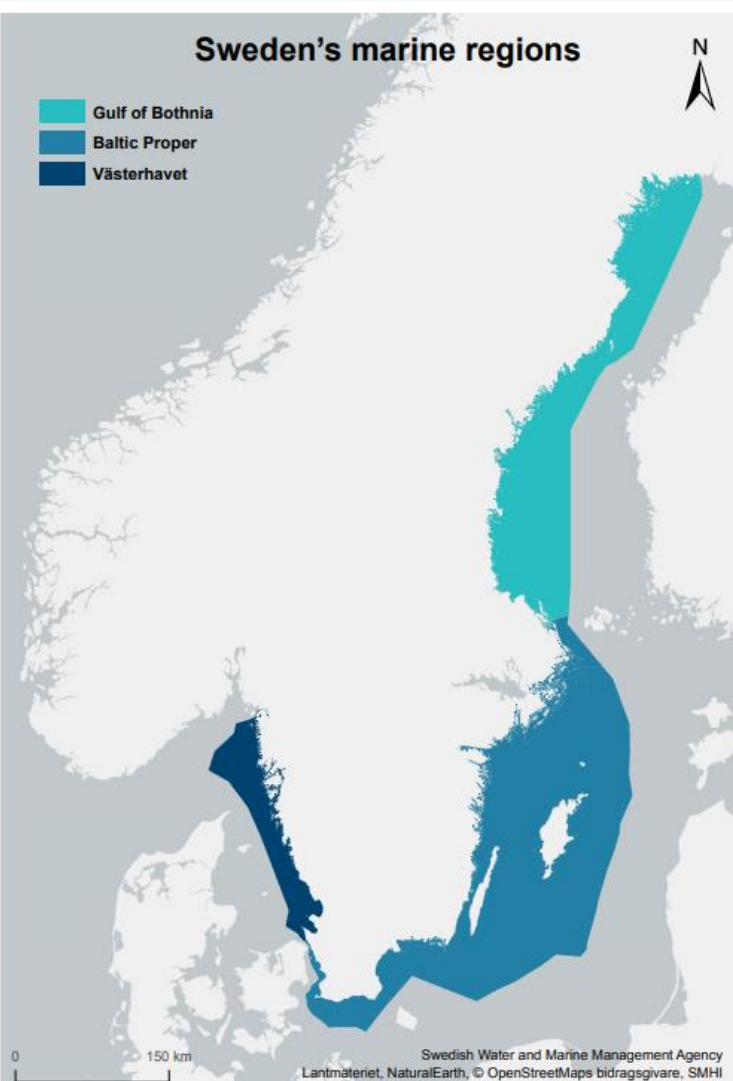 Sweden's marine regions
N
Gulf of Bothnia
Baltic Proper
Västerhavet
0 150 km
Swedish Water and Marine Management Agency
Lantmäteriet, NaturalEarth, © OpenStreetMaps bidragsgivare, SMHI